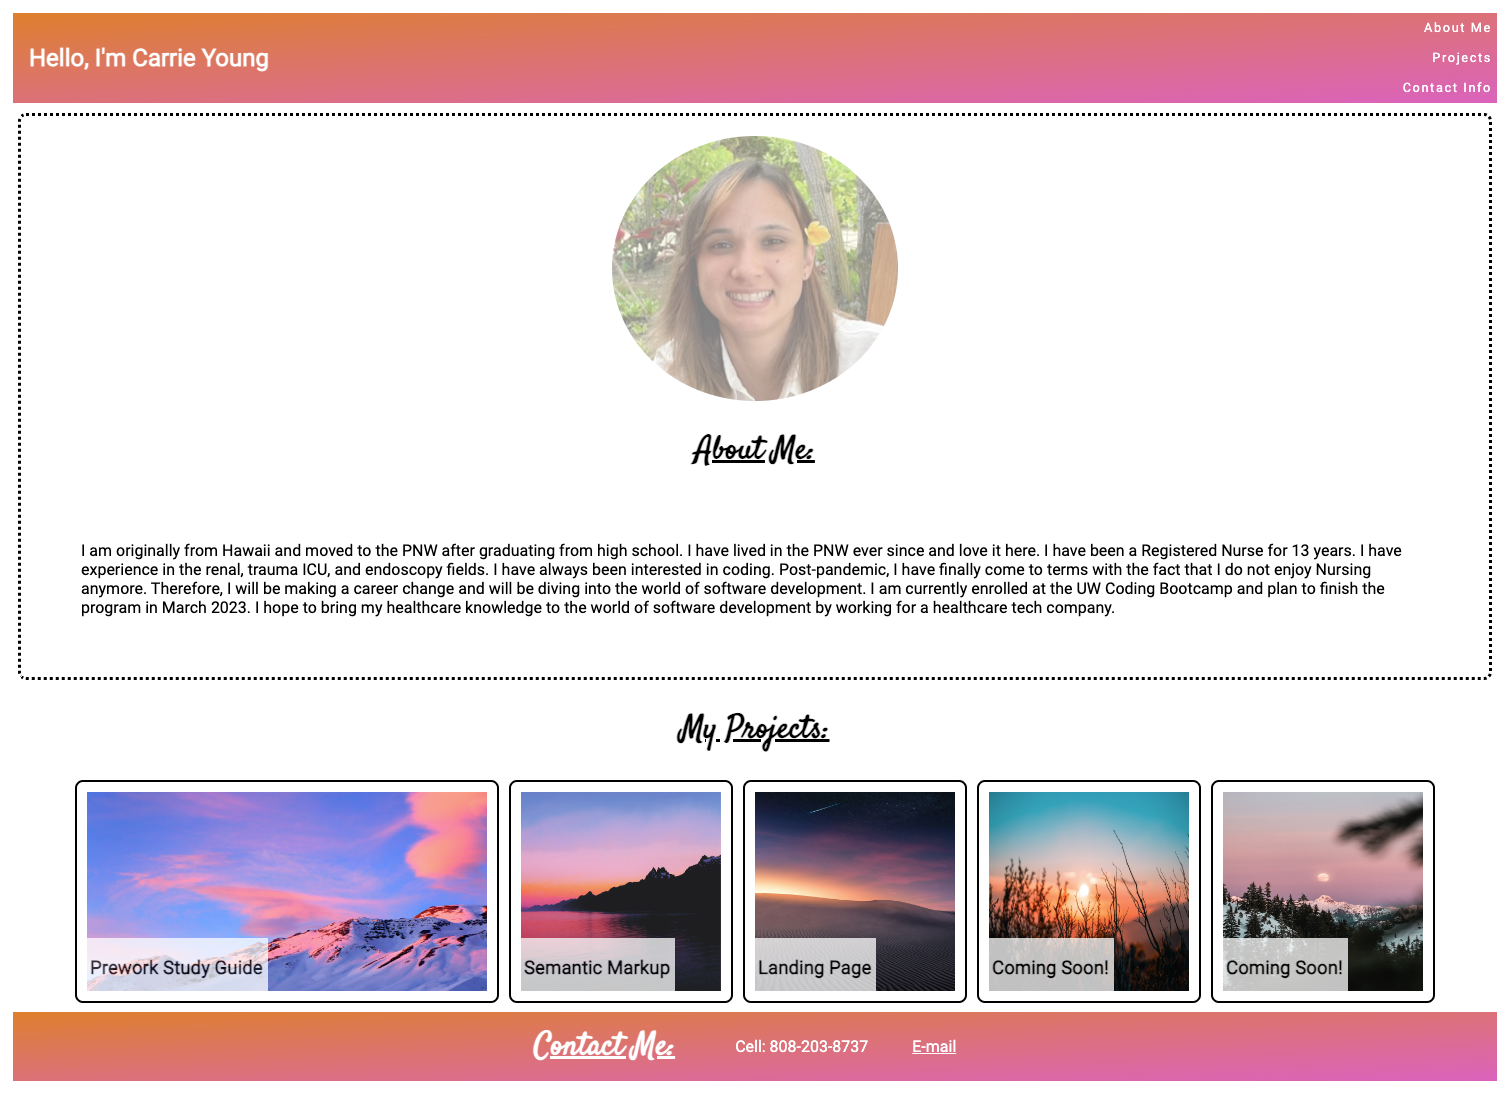 Hello, I'm Carrie Young
About Me
Projects
Contact Info
About Me:
I am originally from Hawaii and moved to the PNW after graduating from high school. I have lived in the PNW ever since and love it here. I have been a Registered Nurse for 13 years. I have
experience in the renal, trauma ICU, and endoscopy fields. I have always been interested in coding. Post-pandemic, I have finally come to terms with the fact that I do not enjoy Nursing
anymore. Therefore, I will be making a career change and will be diving into the world of software development. I am currently enrolled at the UW Coding Bootcamp and plan to finish the
program in March 2023. I hope to bring my healthcare knowledge to the world of software development by working for a healthcare tech company.
My Projects:
Prework Study Guide
Semantic Markup
Landing Page
Coming Soon!
Coming Soon!
Contact Me:
Cell: 808-203-8737
E-mail